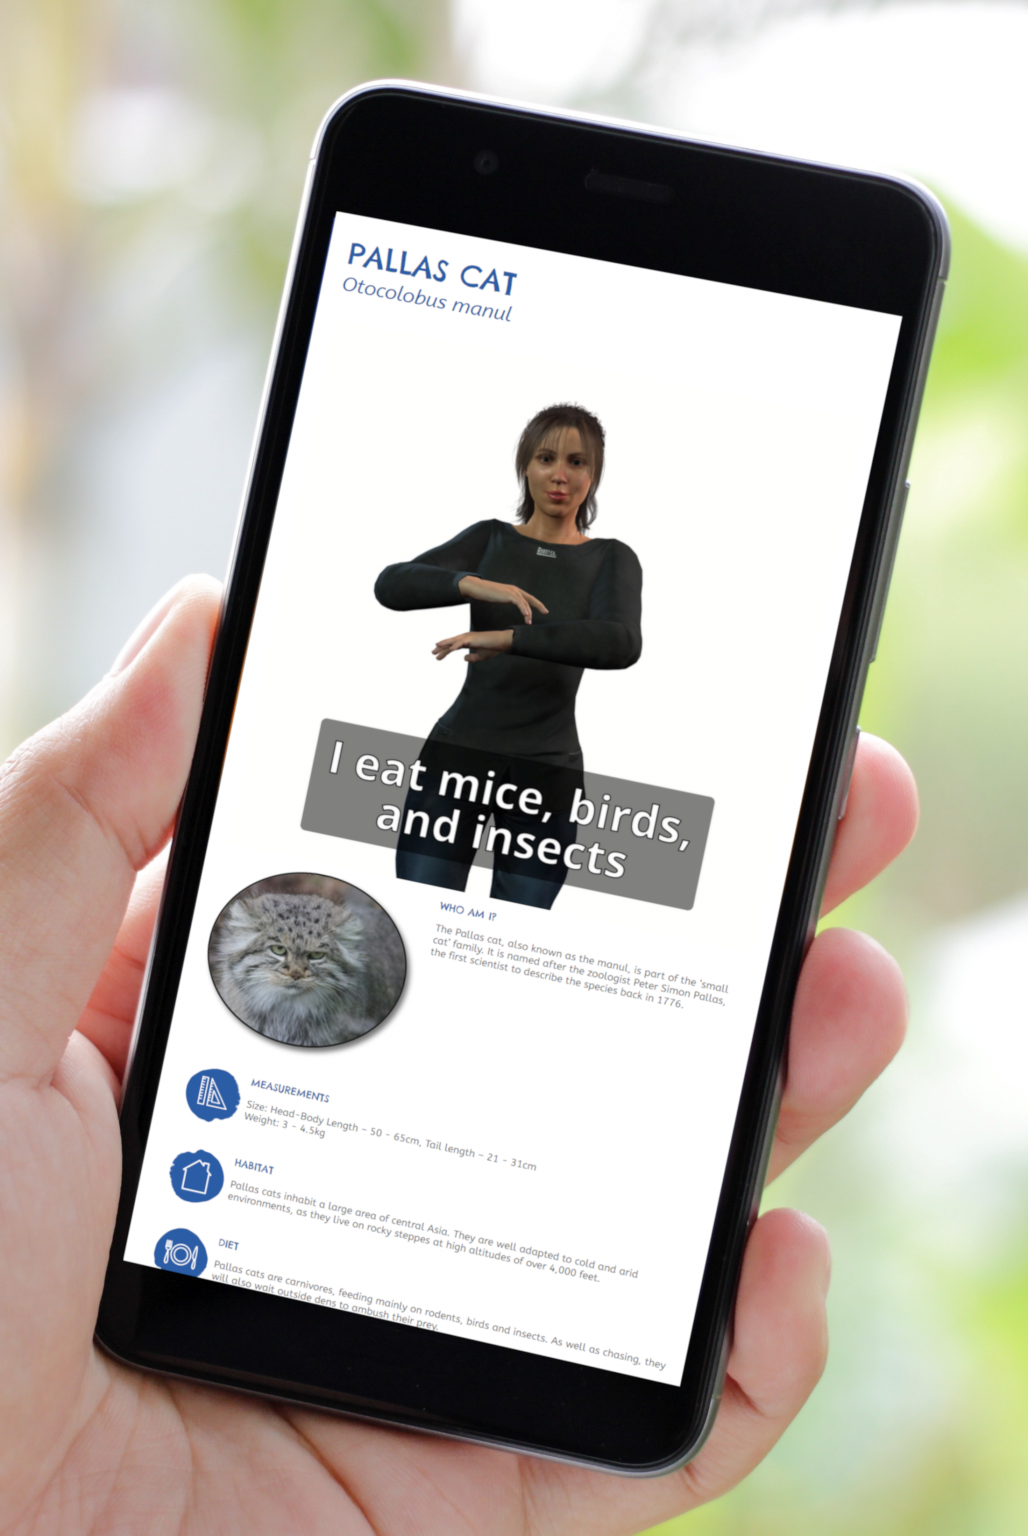 PALLAS CAT
Otocolobus manul
I eat mice, birds,
and insects
WHO AM I?
The Pallas cat, also known as the manul, is part of the 'small
cat' family. It is named after the zoologist Peter Simon Pallas,
the first scientist to describe the species back in 1776.
MEASUREMENTS
Size: Head-Body Length – 50 - 65cm, Tail length – 21 - 31cm
Weight: 3 - 4.5kg
HABITAT
Pallas cats inhabit a large area of central Asia. They are well adapted to cold and arid
environments, as they live on rocky steppes at high altitudes of over 4,000 feet.
DIET
Pallas cats are carnivores, feeding mainly on rodents, birds and insects. As well as chasing, they
will also wait outside dens to ambush their prey.